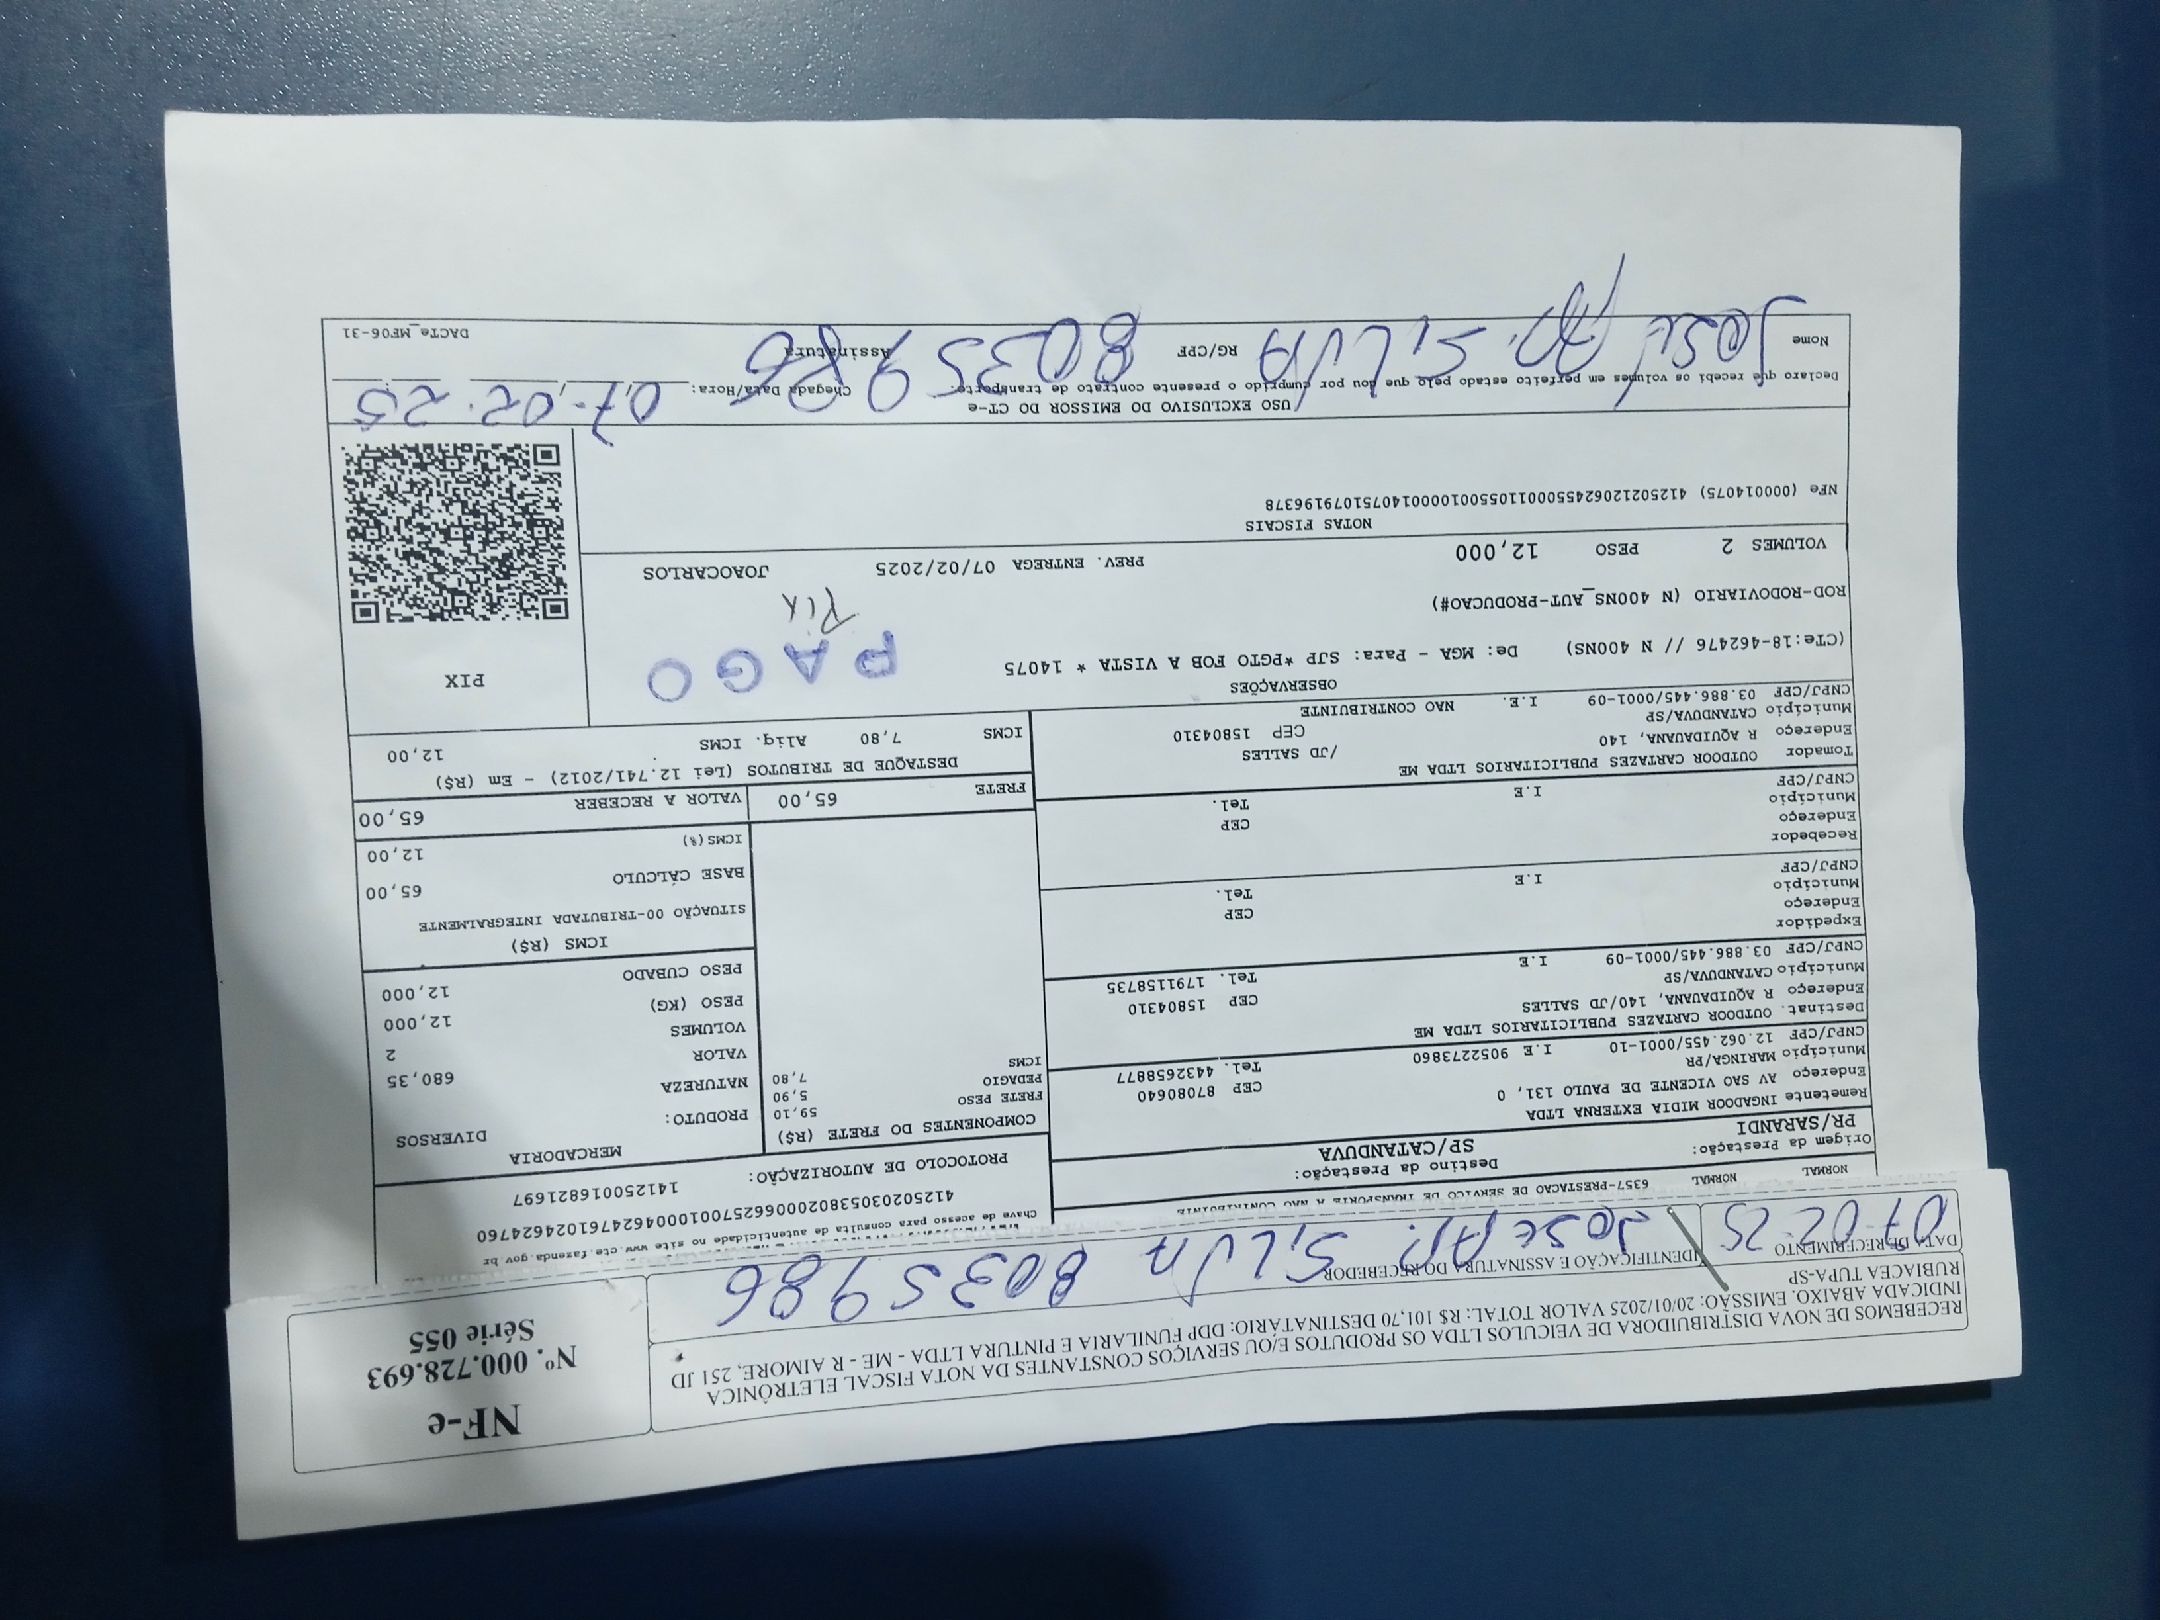 NF-e
Nº. 000.728.693
Série 055
RECEBEMOS DE NOVA DISTRIBUIDORA DE VEICULOS LTDA OS PRODUTOS E/OU SERVIÇOS CONSTANTES DA NOTA FISCAL ELETRÔNICA
INDICADA ABAIXO. EMISSÃO: 20/01/2025 VALOR TOTAL: R$ 101,70 DESTINATÁRIO: DDP FUNILARIA E PINTURA LTDA - ME - R AIMORE, 251 JD
RUBIACEA TUPA-SP
DATA DE RECEBIMENTO
07-02-25
IDENTIFICAÇÃO E ASSINATURA DO RECEBEDOR
JOSE AP. SILVA 8035986
NORMAL NORMAL 6357-PRESTACAO DE SERVICO DE TRANSPORTE A NAO CONTRIBUINTE
Chave de acesso para consulta de autenticidade no site www.cte.fazenda.gov.br
PROTOCOLO DE AUTORIZAÇÃO: 141250016821697
Origem da Prestação:
PR/SARANDI
Destino da Prestação:
SP/CATANDUVA
Remetente INGADOOR MIDIA EXTERNA LTDA
Endereço AV SAO VICENTE DE PAULO 131, 0 CEP 87080640
Município MARINGA/PR Tel. 4432658877
CNPJ/CPF 12.062.455/0001-10 I.E 9052273860
Destinat. OUTDOOR CARTAZES PUBLICITARIOS LTDA ME
Endereço R AQUIDAUANA, 140/JD SALLES CEP 15804310
Município CATANDUVA/SP Tel. 1791158735
CNPJ/CPF 03.886.445/0001-09 I.E
Expedidor
Endereço CEP
Município Tel.
CNPJ/CPF I.E
Recebedor
Endereço CEP
Município Tel.
CNPJ/CPF I.E
Tomador OUTDOOR CARTAZES PUBLICITARIOS LTDA ME
Endereço R AQUIDAUANA, 140 /JD SALLES
Município CATANDUVA/SP CEP 15804310
CNPJ/CPF 03.886.445/0001-09 I.E. NAO CONTRIBUINTE
COMPONENTES DO FRETE (R$)
FRETE PESO 59,10
PEDAGIO 5,90
ICMS 7,80
MERCADORIA
PRODUTO: DIVERSOS
NATUREZA
VALOR 680,35
VOLUMES 2
PESO (KG) 12,000
PESO CUBADO 12,000
ICMS (R$)
SITUAÇÃO 00-TRIBUTADA INTEGRALMENTE
BASE CÁLCULO 65,00
ICMS(%) 12,00
FRETE 65,00
VALOR A RECEBER 65,00
DESTAQUE DE TRIBUTOS (Lei 12.741/2012) - Em (R$)
ICMS 7,80 Aliq. ICMS 12,00
OBSERVAÇÕES
(CTe:18-462476 // N 400NS) De: MGA - Para: SJP *PGTO FOB A VISTA * 14075
PAGO
Pix
PIX
ROD-RODOVIARIO (N 400NS_AUT-PRODUCAO#)
VOLUMES 2 PESO 12,000 PREV. ENTREGA 07/02/2025 JOAOCARLOS
NOTAS FISCAIS
NFe (000014075) 41250212062455000110550010000140751079196378
USO EXCLUSIVO DO EMISSOR DO CT-e
Declaro que recebi os volumes em perfeito estado pelo que dou por cumprido o presente contrato de transporte. Chegada Data/Hora: 07-02-25
Nome JOSE AP. SILVA RG/CPF 8035986 Assinatura
DACTe_MF06-31